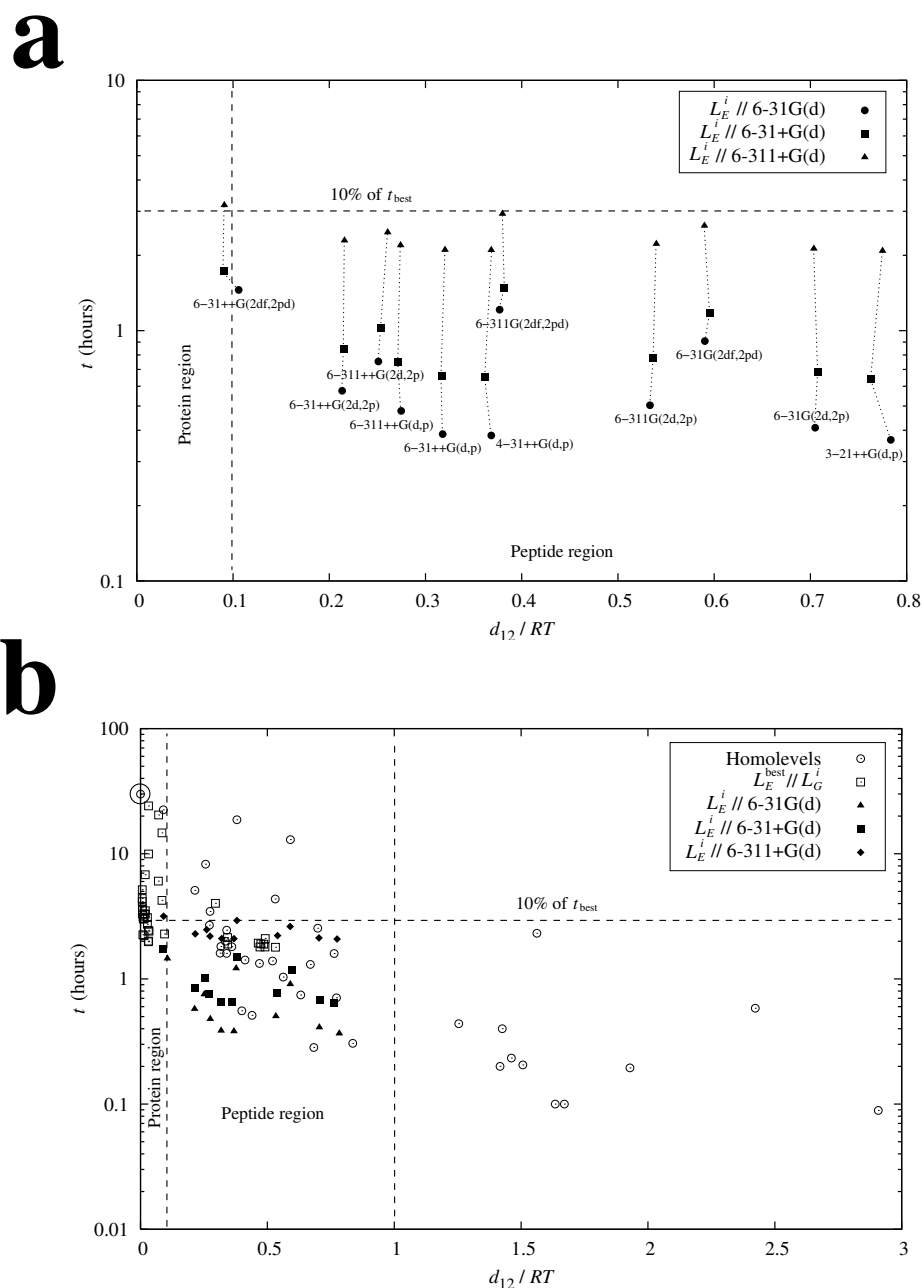 a
10
1
0.1
t (hours)
L_E^i // 6-31G(d)
L_E^i // 6-31+G(d)
L_E^i // 6-311+G(d)
10% of t_best
6−31++G(2df,2pd)
6−311G(2df,2pd)
6−31G(2df,2pd)
6−311++G(2d,2p)
6−31++G(2d,2p)
6−311++G(d,p)
6−31++G(d,p)
4−31++G(d,p)
6−311G(2d,2p)
6−31G(2d,2p)
3−21++G(d,p)
Protein region
Peptide region
0 0.1 0.2 0.3 0.4 0.5 0.6 0.7 0.8
d_12 / RT
b
100
10
1
0.1
0.01
t (hours)
Homolevels
L_E^best // L_G^i
L_E^i // 6-31G(d)
L_E^i // 6-31+G(d)
L_E^i // 6-311+G(d)
10% of t_best
Protein region
Peptide region
0 0.5 1 1.5 2 2.5 3
d_12 / RT